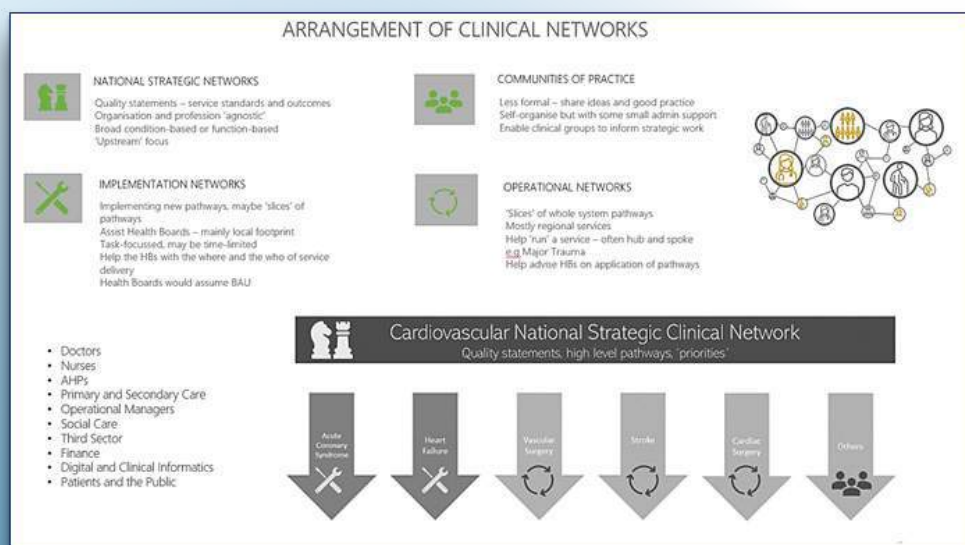 ARRANGEMENT OF CLINICAL NETWORKS
NATIONAL STRATEGIC NETWORKS
Quality statements – service standards and outcomes
Organisation and profession 'agnostic'
Broad condition-based or function-based
'Upstream' focus
COMMUNITIES OF PRACTICE
Less formal – share ideas and good practice
Self-organise but with some small admin support
Enable clinical groups to inform strategic work
IMPLEMENTATION NETWORKS
Implementing new pathways, maybe 'slices' of
pathways
Assist Health Boards – mainly local footprint
Task-focussed, may be time-limited
Help the HBs with the where and the who of service
delivery
Health Boards would assume BAU
OPERATIONAL NETWORKS
'Slices' of whole system pathways
Mostly regional services
Help 'run' a service – often hub and spoke
e.g Major Trauma
Help advise HBs on application of pathways
• Doctors
• Nurses
• AHPs
• Primary and Secondary Care
• Operational Managers
• Social Care
• Third Sector
• Finance
• Digital and Clinical Informatics
• Patients and the Public
Cardiovascular National Strategic Clinical Network
Quality statements, high level pathways, 'priorities'
Acute
Coronary
Syndrome
Heart
Failure
Vascular
Surgery
Stroke
Cardiac
Surgery
Others